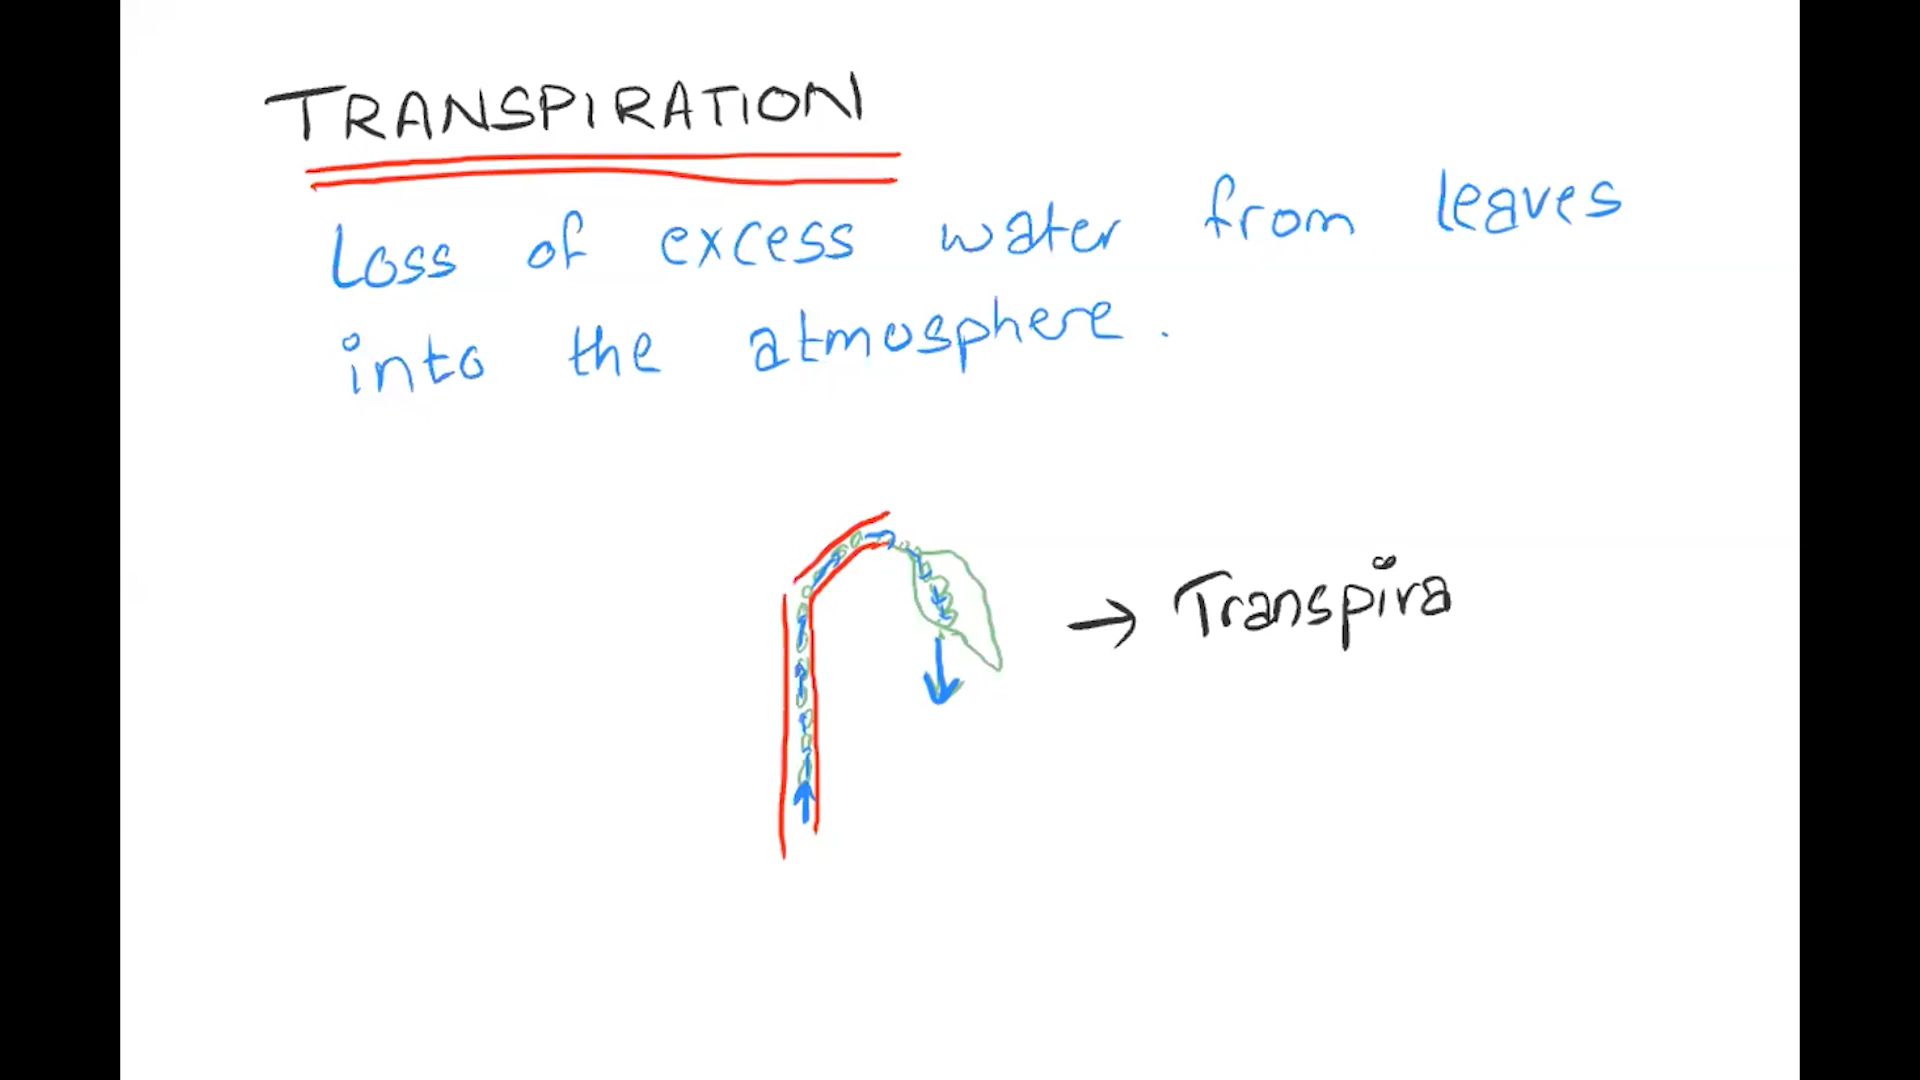 TRANSPIRATION
Loss of excess water from leaves
into the atmosphere.
→ Transpira